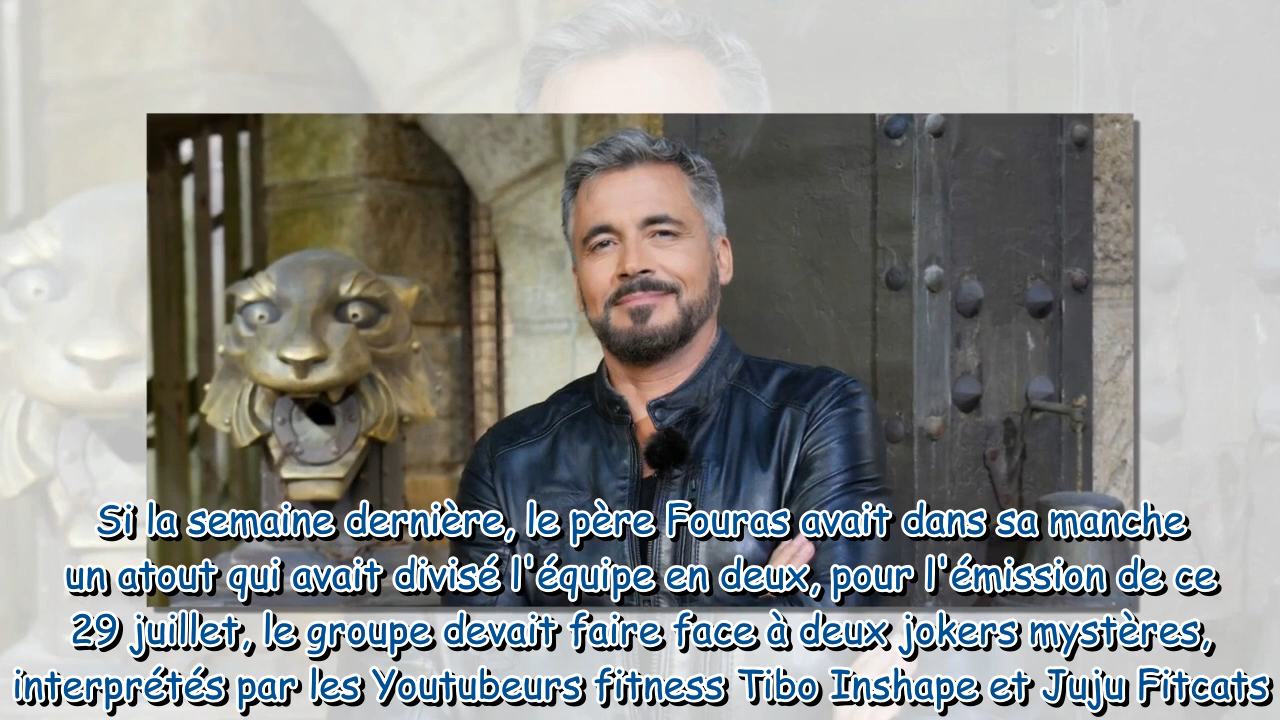 Si la semaine dernière, le père Fouras avait dans sa manche
un atout qui avait divisé l'équipe en deux, pour l'émission de ce
29 juillet, le groupe devait faire face à deux jokers mystères,
interprétés par les Youtubeurs fitness Tibo Inshape et Juju Fitcats